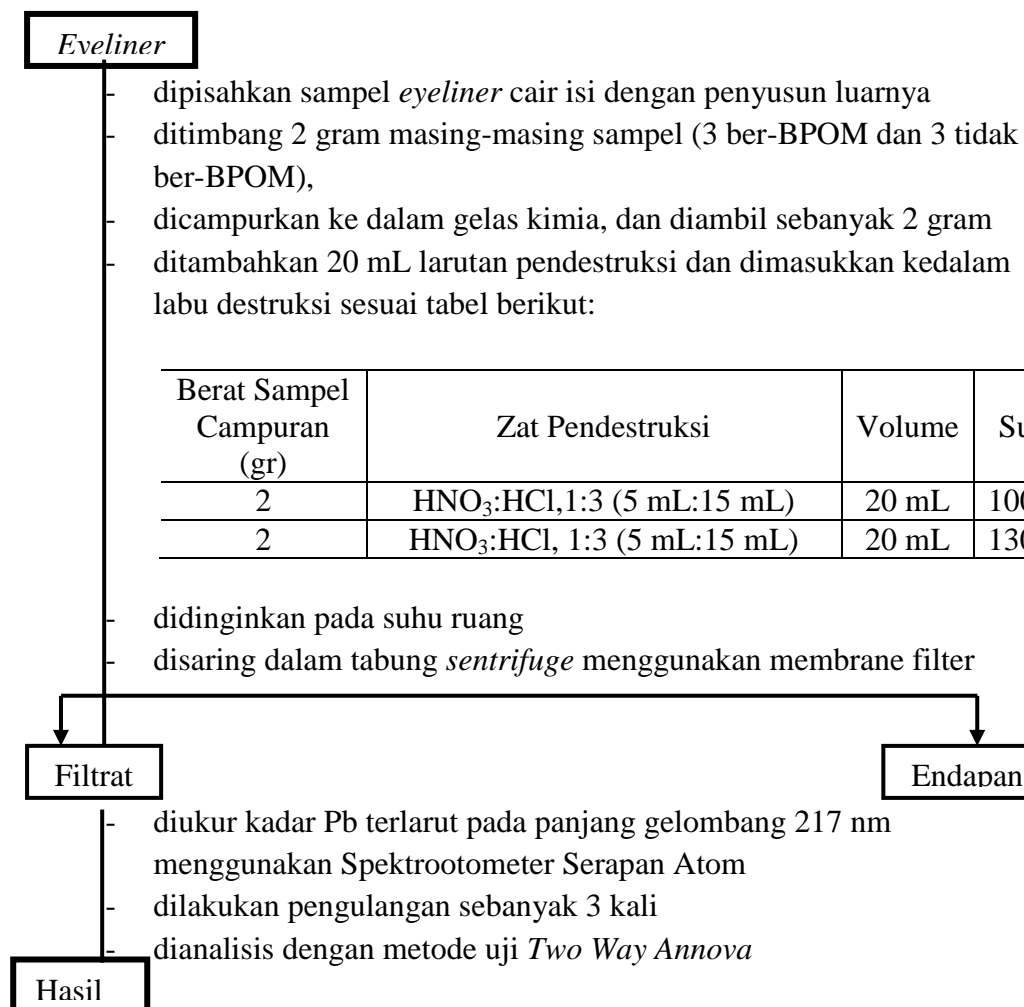 Eyeliner
- dipisahkan sampel eyeliner cair isi dengan penyusun luarnya
- ditimbang 2 gram masing-masing sampel (3 ber-BPOM dan 3 tidak
ber-BPOM),
- dicampurkan ke dalam gelas kimia, dan diambil sebanyak 2 gram
- ditambahkan 20 mL larutan pendestruksi dan dimasukkan kedalam
labu destruksi sesuai tabel berikut:
Berat Sampel
Campuran
(gr)
Zat Pendestruksi
Volume
Su
2 HNO₃:HCl,1:3 (5 mL:15 mL) 20 mL 100
2 HNO₃:HCl, 1:3 (5 mL:15 mL) 20 mL 130
- didinginkan pada suhu ruang
- disaring dalam tabung sentrifuge menggunakan membrane filter
Filtrat Endapan
- diukur kadar Pb terlarut pada panjang gelombang 217 nm
menggunakan Spektrootometer Serapan Atom
- dilakukan pengulangan sebanyak 3 kali
- dianalisis dengan metode uji Two Way Annova
Hasil